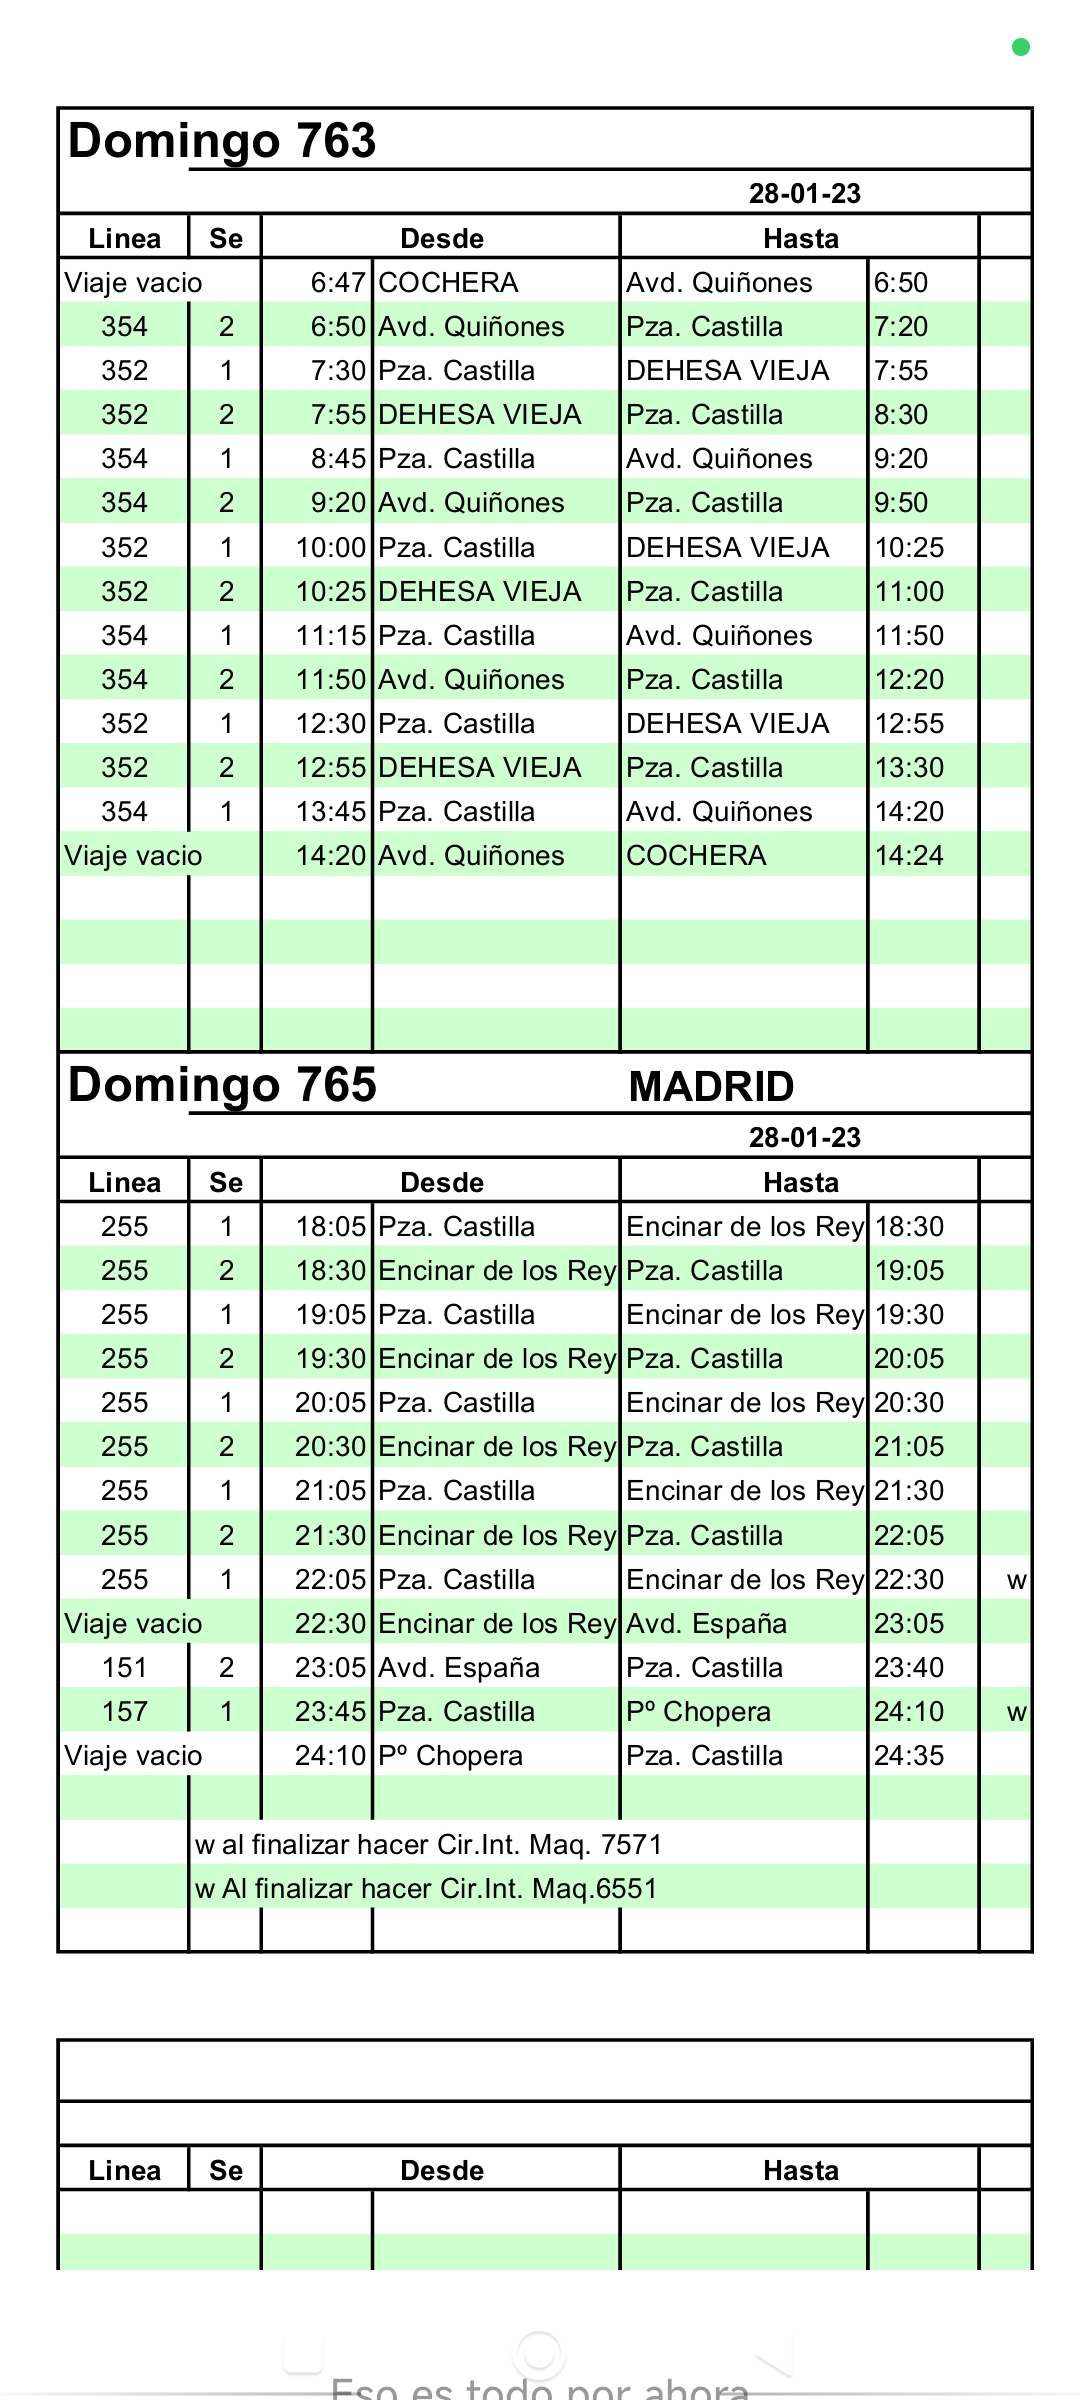 Domingo 763
28-01-23
Linea Se Desde Hasta
Viaje vacio 6:47 COCHERA Avd. Quiñones 6:50
354 2 6:50 Avd. Quiñones Pza. Castilla 7:20
352 1 7:30 Pza. Castilla DEHESA VIEJA 7:55
352 2 7:55 DEHESA VIEJA Pza. Castilla 8:30
354 1 8:45 Pza. Castilla Avd. Quiñones 9:20
354 2 9:20 Avd. Quiñones Pza. Castilla 9:50
352 1 10:00 Pza. Castilla DEHESA VIEJA 10:25
352 2 10:25 DEHESA VIEJA Pza. Castilla 11:00
354 1 11:15 Pza. Castilla Avd. Quiñones 11:50
354 2 11:50 Avd. Quiñones Pza. Castilla 12:20
352 1 12:30 Pza. Castilla DEHESA VIEJA 12:55
352 2 12:55 DEHESA VIEJA Pza. Castilla 13:30
354 1 13:45 Pza. Castilla Avd. Quiñones 14:20
Viaje vacio 14:20 Avd. Quiñones COCHERA 14:24
Domingo 765 MADRID
28-01-23
Linea Se Desde Hasta
255 1 18:05 Pza. Castilla Encinar de los Rey 18:30
255 2 18:30 Encinar de los Rey Pza. Castilla 19:05
255 1 19:05 Pza. Castilla Encinar de los Rey 19:30
255 2 19:30 Encinar de los Rey Pza. Castilla 20:05
255 1 20:05 Pza. Castilla Encinar de los Rey 20:30
255 2 20:30 Encinar de los Rey Pza. Castilla 21:05
255 1 21:05 Pza. Castilla Encinar de los Rey 21:30
255 2 21:30 Encinar de los Rey Pza. Castilla 22:05
255 1 22:05 Pza. Castilla Encinar de los Rey 22:30 w
Viaje vacio 22:30 Encinar de los Rey Avd. España 23:05
151 2 23:05 Avd. España Pza. Castilla 23:40
157 1 23:45 Pza. Castilla Pº Chopera 24:10 w
Viaje vacio 24:10 Pº Chopera Pza. Castilla 24:35
w al finalizar hacer Cir.Int. Maq. 7571
w Al finalizar hacer Cir.Int. Maq.6551
Linea Se Desde Hasta
Eso es todo por ahora